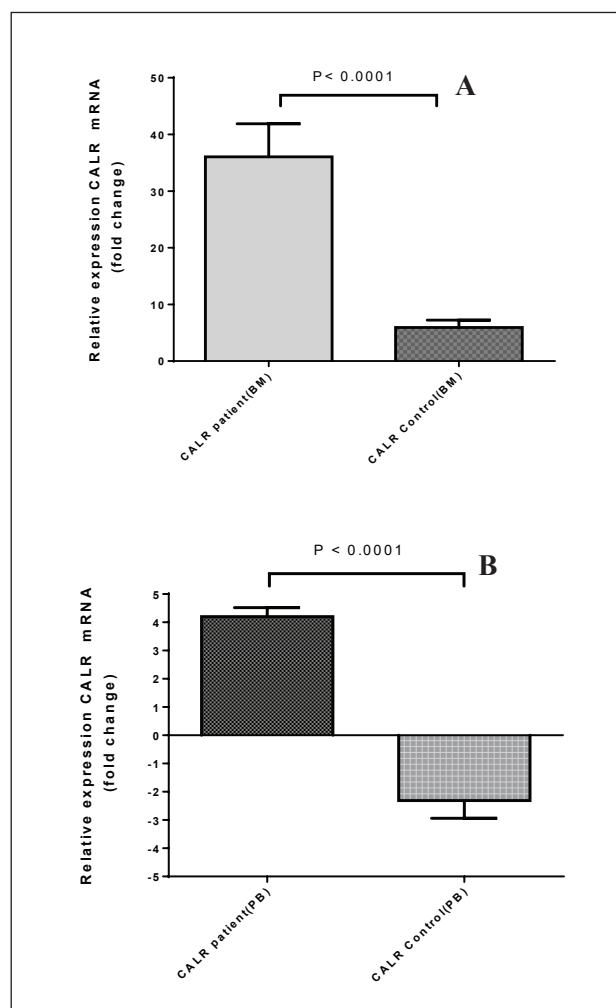 P< 0.0001
A
Relative expression CALR mRNA
(fold change)
50
40
30
20
10
0
CALR patient(BM)
CALR Control(BM)
P < 0.0001
B
Relative expression CALR mRNA
(fold change)
5
4
3
2
1
0
-1
-2
-3
-4
-5
CALR patient(PB)
CALR Control(PB)